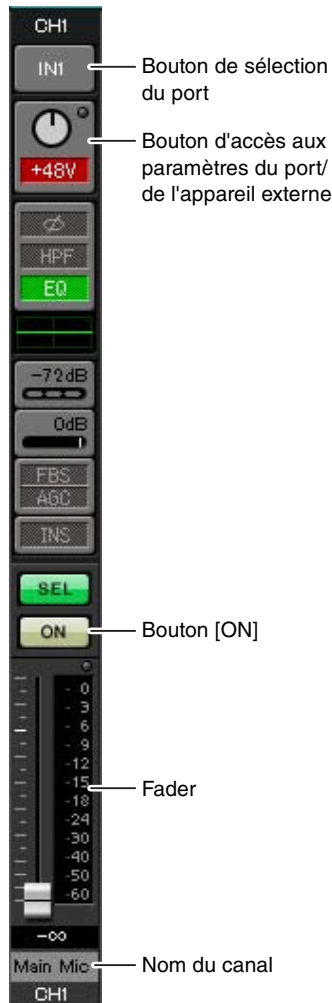 CH1
IN1
Bouton de sélection
du port
+48V
Bouton d'accès aux
paramètres du port/
de l'appareil externe
Ø
HPF
EQ
-72dB
0dB
FBS
AGC
INS
SEL
ON
Bouton [ON]
- 0
- 3
- 6
- 9
-12
-15
-18
-24
-30
-40
-50
-60
Fader
-∞
Main Mic
Nom du canal
CH1